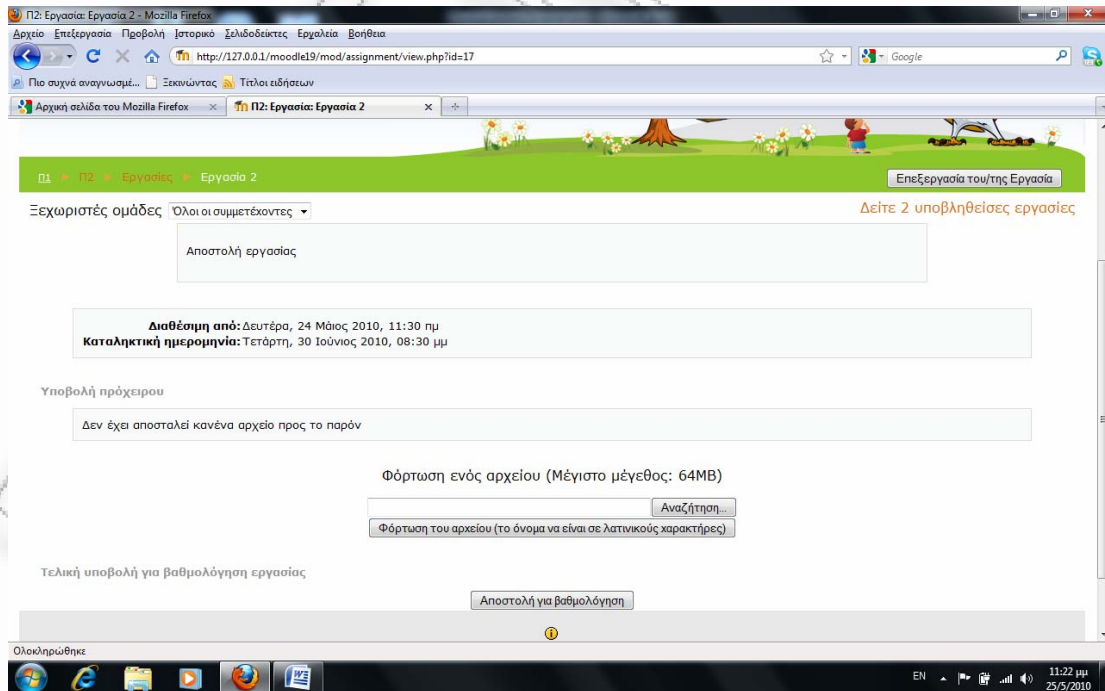 Π2: Εργασία: Εργασία 2 - Mozilla Firefox
Αρχείο Επεξεργασία Προβολή Ιστορικό Σελιδοδείκτες Εργαλεία Βοήθεια
http://127.0.0.1/moodle19/mod/assignment/view.php?id=17
Google
Πιο συχνά αναγνωσμέ... Ξεκινώντας Τίτλοι ειδήσεων
Αρχική σελίδα του Mozilla Firefox Π2: Εργασία: Εργασία 2
Π1 Π2 Εργασίες Εργασία 2 Επεξεργασία του/της Εργασία
Ξεχωριστές ομάδες Όλοι οι συμμετέχοντες Δείτε 2 υποβληθείσες εργασίες
Αποστολή εργασίας
Διαθέσιμη από: Δευτέρα, 24 Μάιος 2010, 11:30 πμ
Καταληκτική ημερομηνία: Τετάρτη, 30 Ιούνιος 2010, 08:30 μμ
Υποβολή πρόχειρου
Δεν έχει αποσταλεί κανένα αρχείο προς το παρόν
Φόρτωση ενός αρχείου (Μέγιστο μέγεθος: 64MB)
Αναζήτηση...
Φόρτωση του αρχείου (το όνομα να είναι σε λατινικούς χαρακτήρες)
Τελική υποβολή για βαθμολόγηση εργασίας
Αποστολή για βαθμολόγηση
Ολοκληρώθηκε
EN 11:22 μμ
25/5/2010